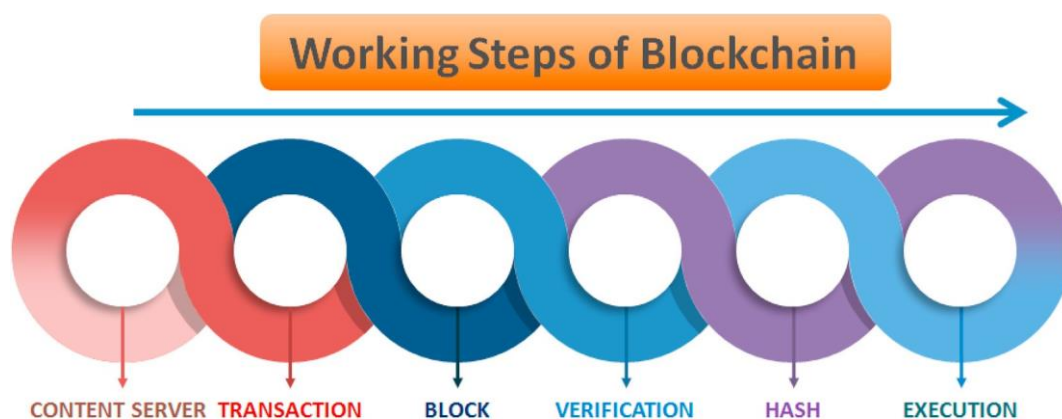 Working Steps of Blockchain
CONTENT SERVER TRANSACTION BLOCK VERIFICATION HASH EXECUTION